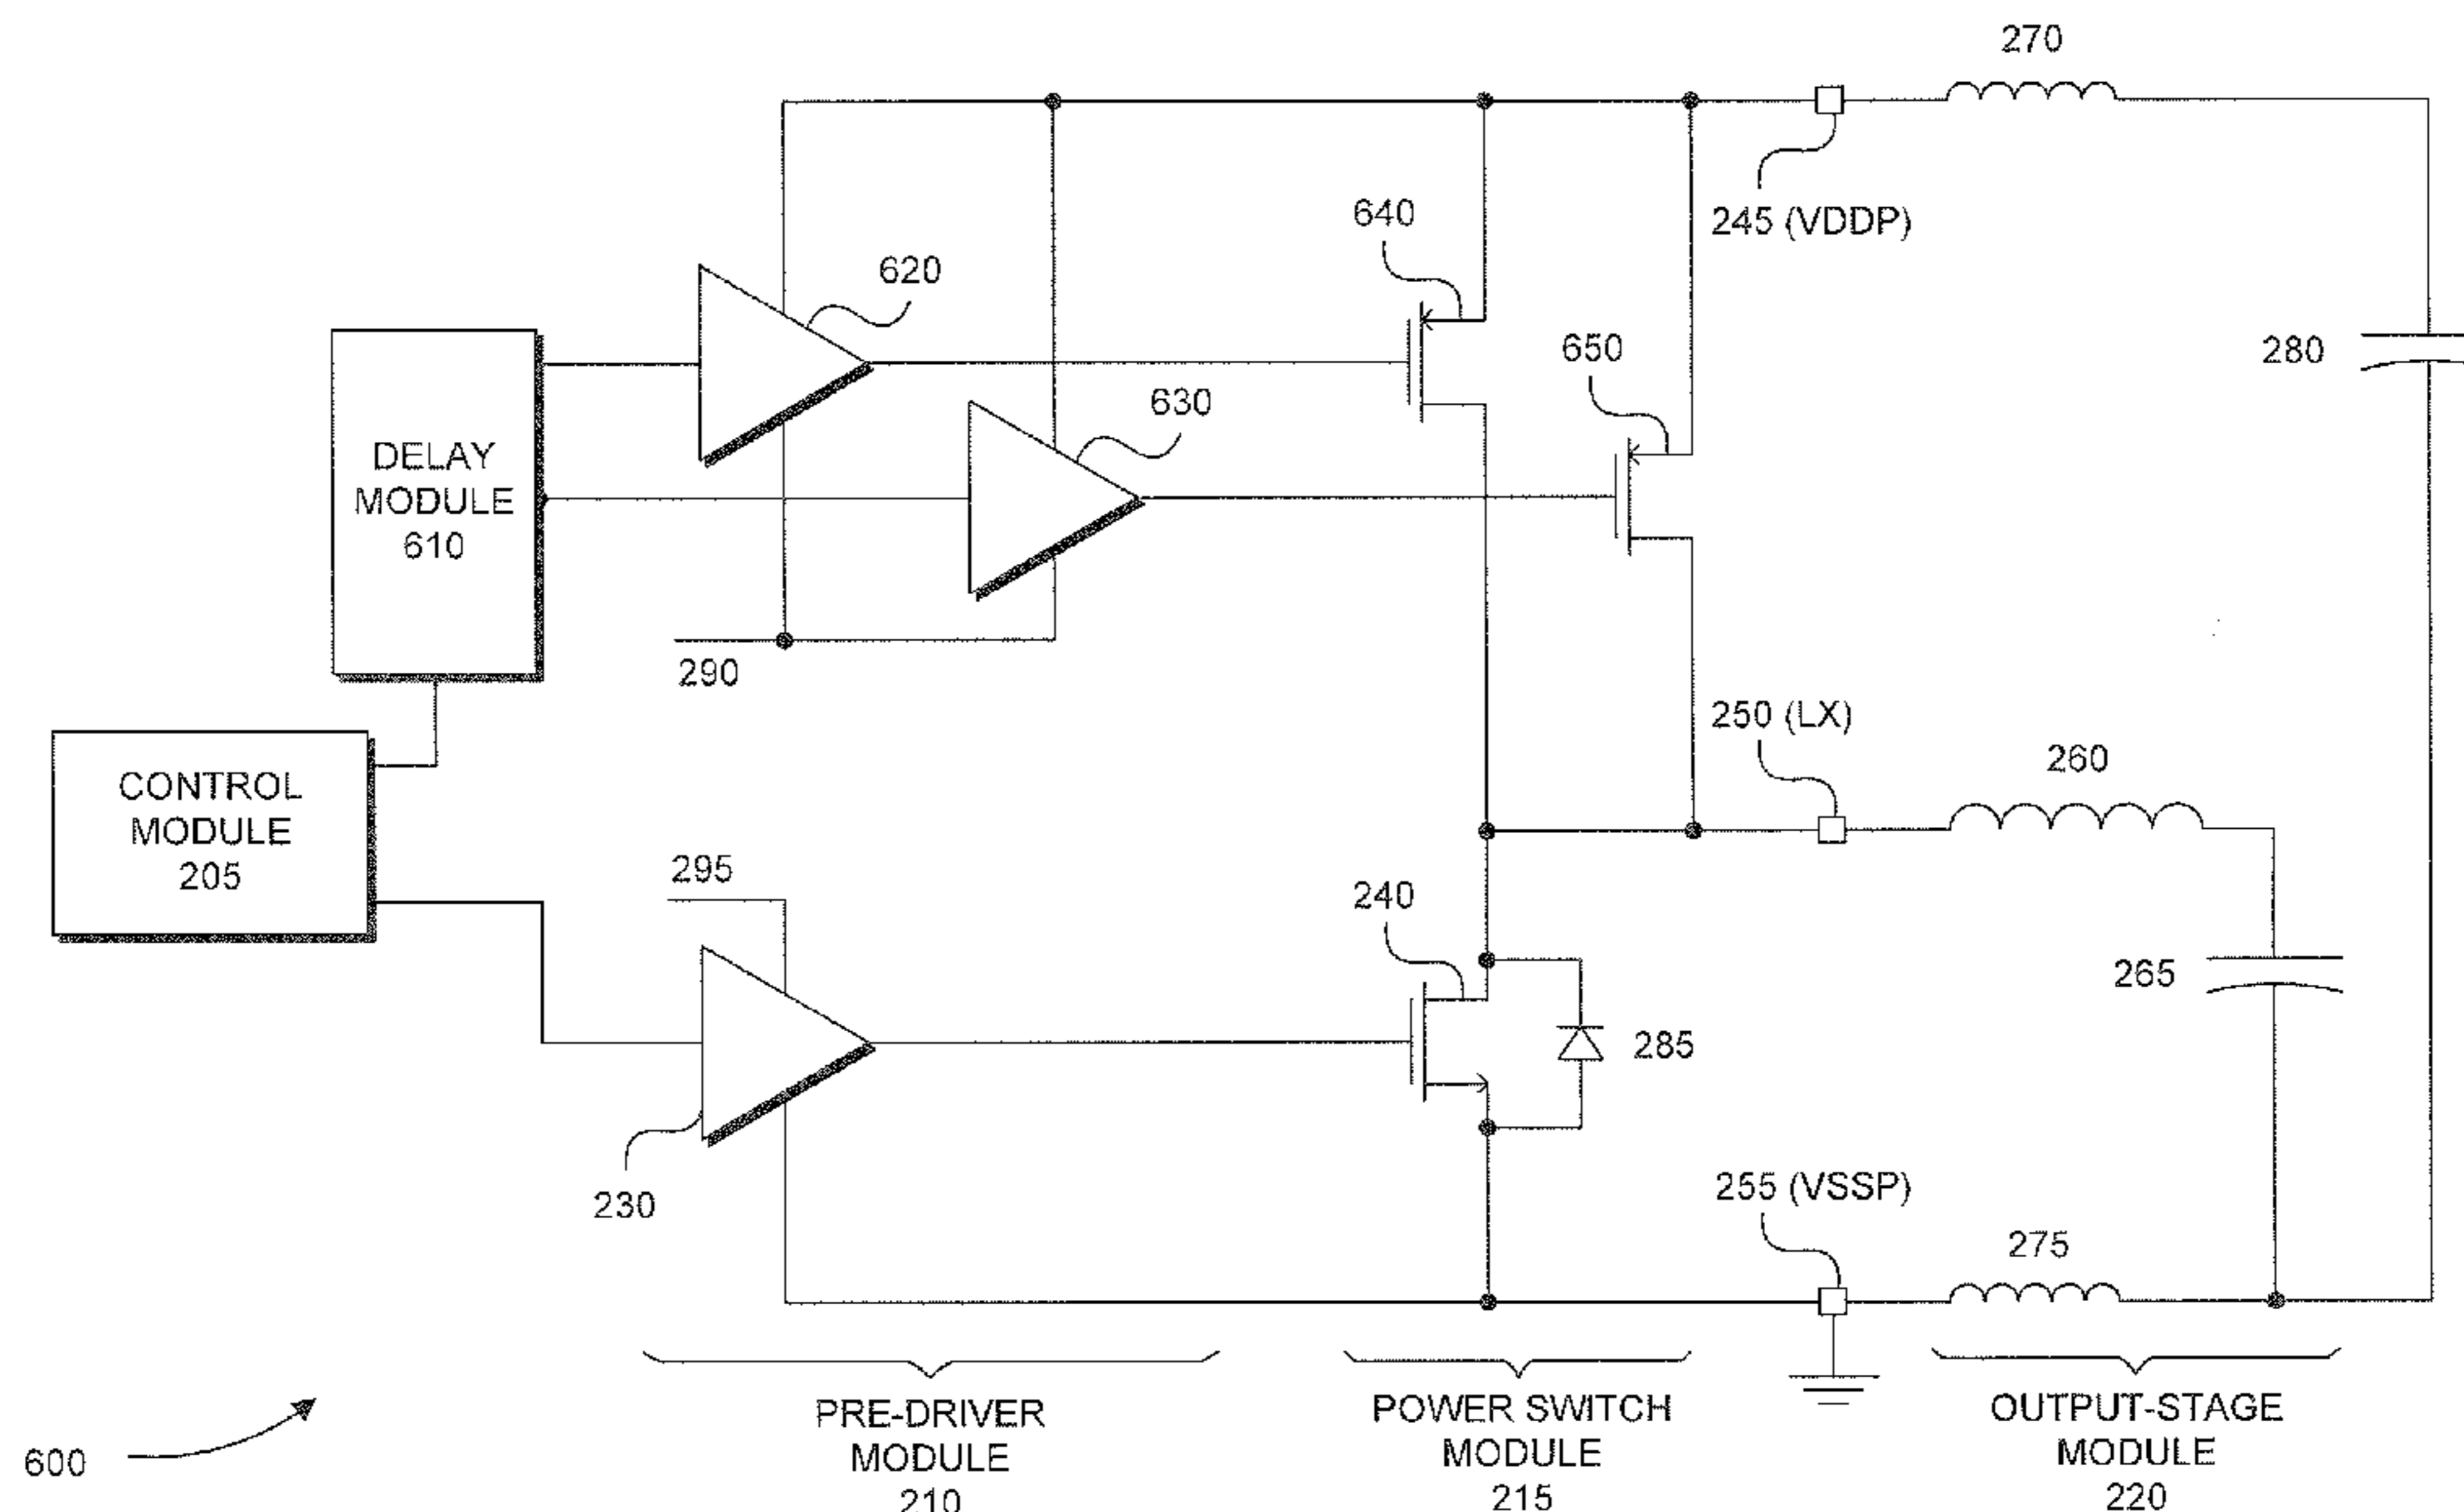 270
245 (VDDP)
640
620
650
280
630
DELAY
MODULE
610
290
250 (LX)
260
CONTROL
MODULE
205
295
240
265
285
230
255 (VSSP)
275
PRE-DRIVER
MODULE
210
POWER SWITCH
MODULE
215
OUTPUT-STAGE
MODULE
220
600